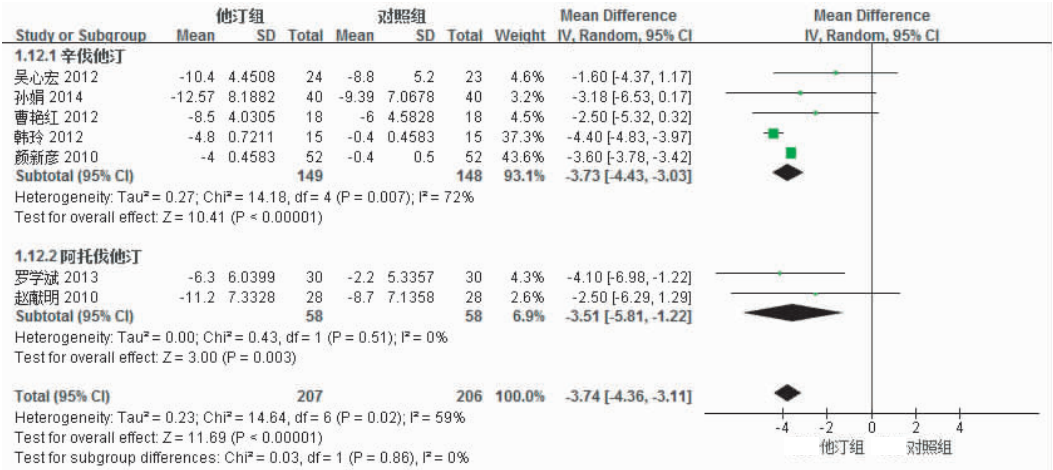 他汀组 对照组 Mean Difference Mean Difference
Study or Subgroup Mean SD Total Mean SD Total Weight IV, Random, 95% CI IV, Random, 95% CI
1.12.1 辛伐他汀
吴心宏 2012 -10.4 4.4508 24 -8.8 5.2 23 4.6% -1.60 [-4.37, 1.17]
孙娟 2014 -12.57 8.1882 40 -9.39 7.0678 40 3.2% -3.18 [-6.53, 0.17]
曹艳红 2012 -8.5 4.0305 18 -6 4.5828 18 4.5% -2.50 [-5.32, 0.32]
韩玲 2012 -4.8 0.7211 15 -0.4 0.4583 15 37.3% -4.40 [-4.83, -3.97]
颜新彦 2010 -4 0.4583 52 -0.4 0.5 52 43.6% -3.60 [-3.78, -3.42]
Subtotal (95% CI) 149 148 93.1% -3.73 [-4.43, -3.03]
Heterogeneity: Tau² = 0.27; Chi² = 14.18, df = 4 (P = 0.007); I² = 72%
Test for overall effect: Z = 10.41 (P < 0.00001)
1.12.2 阿托伐他汀
罗学斌 2013 -6.3 6.0399 30 -2.2 5.3357 30 4.3% -4.10 [-6.98, -1.22]
赵献明 2010 -11.2 7.3328 28 -8.7 7.1358 28 2.6% -2.50 [-6.29, 1.29]
Subtotal (95% CI) 58 58 6.9% -3.51 [-5.81, -1.22]
Heterogeneity: Tau² = 0.00; Chi² = 0.43, df = 1 (P = 0.51); I² = 0%
Test for overall effect: Z = 3.00 (P = 0.003)
Total (95% CI) 207 206 100.0% -3.74 [-4.36, -3.11]
Heterogeneity: Tau² = 0.23; Chi² = 14.64, df = 6 (P = 0.02); I² = 59%
Test for overall effect: Z = 11.69 (P < 0.00001)
Test for subgroup differences: Chi² = 0.03, df = 1 (P = 0.86), I² = 0%
-4 -2 0 2 4
他汀组 对照组